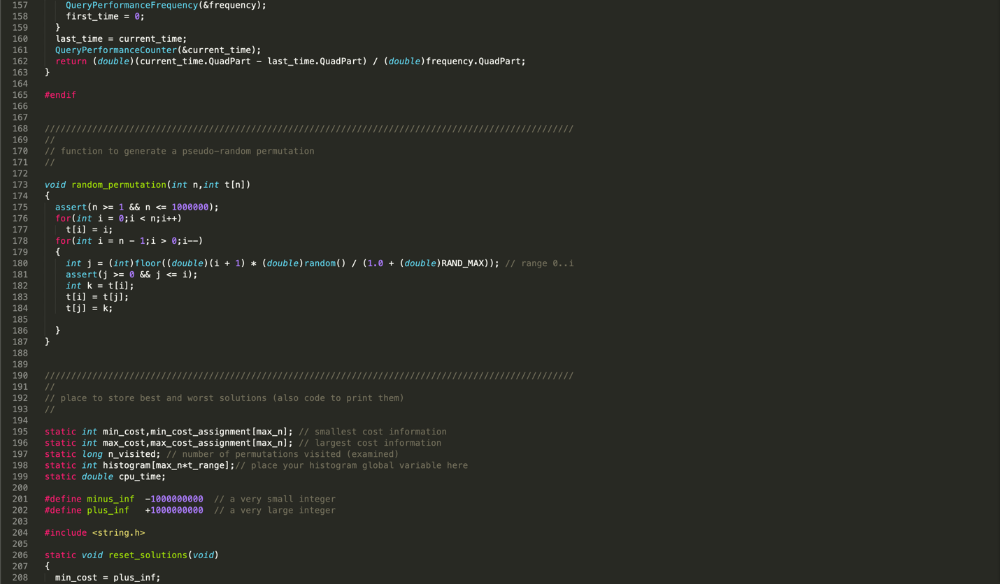 157 QueryPerformanceFrequency(&frequency);
158 first_time = 0;
159 }
160 last_time = current_time;
161 QueryPerformanceCounter(&current_time);
162 return (double)(current_time.QuadPart - last_time.QuadPart) / (double)frequency.QuadPart;
163 }
164
165 #endif
166
167
168 ////////////////////////////////////////////////////////////////////////////////////////////////////
169 //
170 // function to generate a pseudo-random permutation
171 //
172
173 void random_permutation(int n,int t[n])
174 {
175 assert(n >= 1 && n <= 1000000);
176 for(int i = 0;i < n;i++)
177 t[i] = i;
178 for(int i = n - 1;i > 0;i--)
179 {
180 int j = (int)floor((double)(i + 1) * (double)random() / (1.0 + (double)RAND_MAX)); // range 0..i
181 assert(j >= 0 && j <= i);
182 int k = t[i];
183 t[i] = t[j];
184 t[j] = k;
185
186 }
187 }
188
189
190 ////////////////////////////////////////////////////////////////////////////////////////////////////
191 //
192 // place to store best and worst solutions (also code to print them)
193 //
194
195 static int min_cost,min_cost_assignment[max_n]; // smallest cost information
196 static int max_cost,max_cost_assignment[max_n]; // largest cost information
197 static long n_visited; // number of permutations visited (examined)
198 static int histogram[max_n*t_range];// place your histogram global variable here
199 static double cpu_time;
200
201 #define minus_inf -1000000000 // a very small integer
202 #define plus_inf +1000000000 // a very large integer
203
204 #include <string.h>
205
206 static void reset_solutions(void)
207 {
208 min_cost = plus_inf;